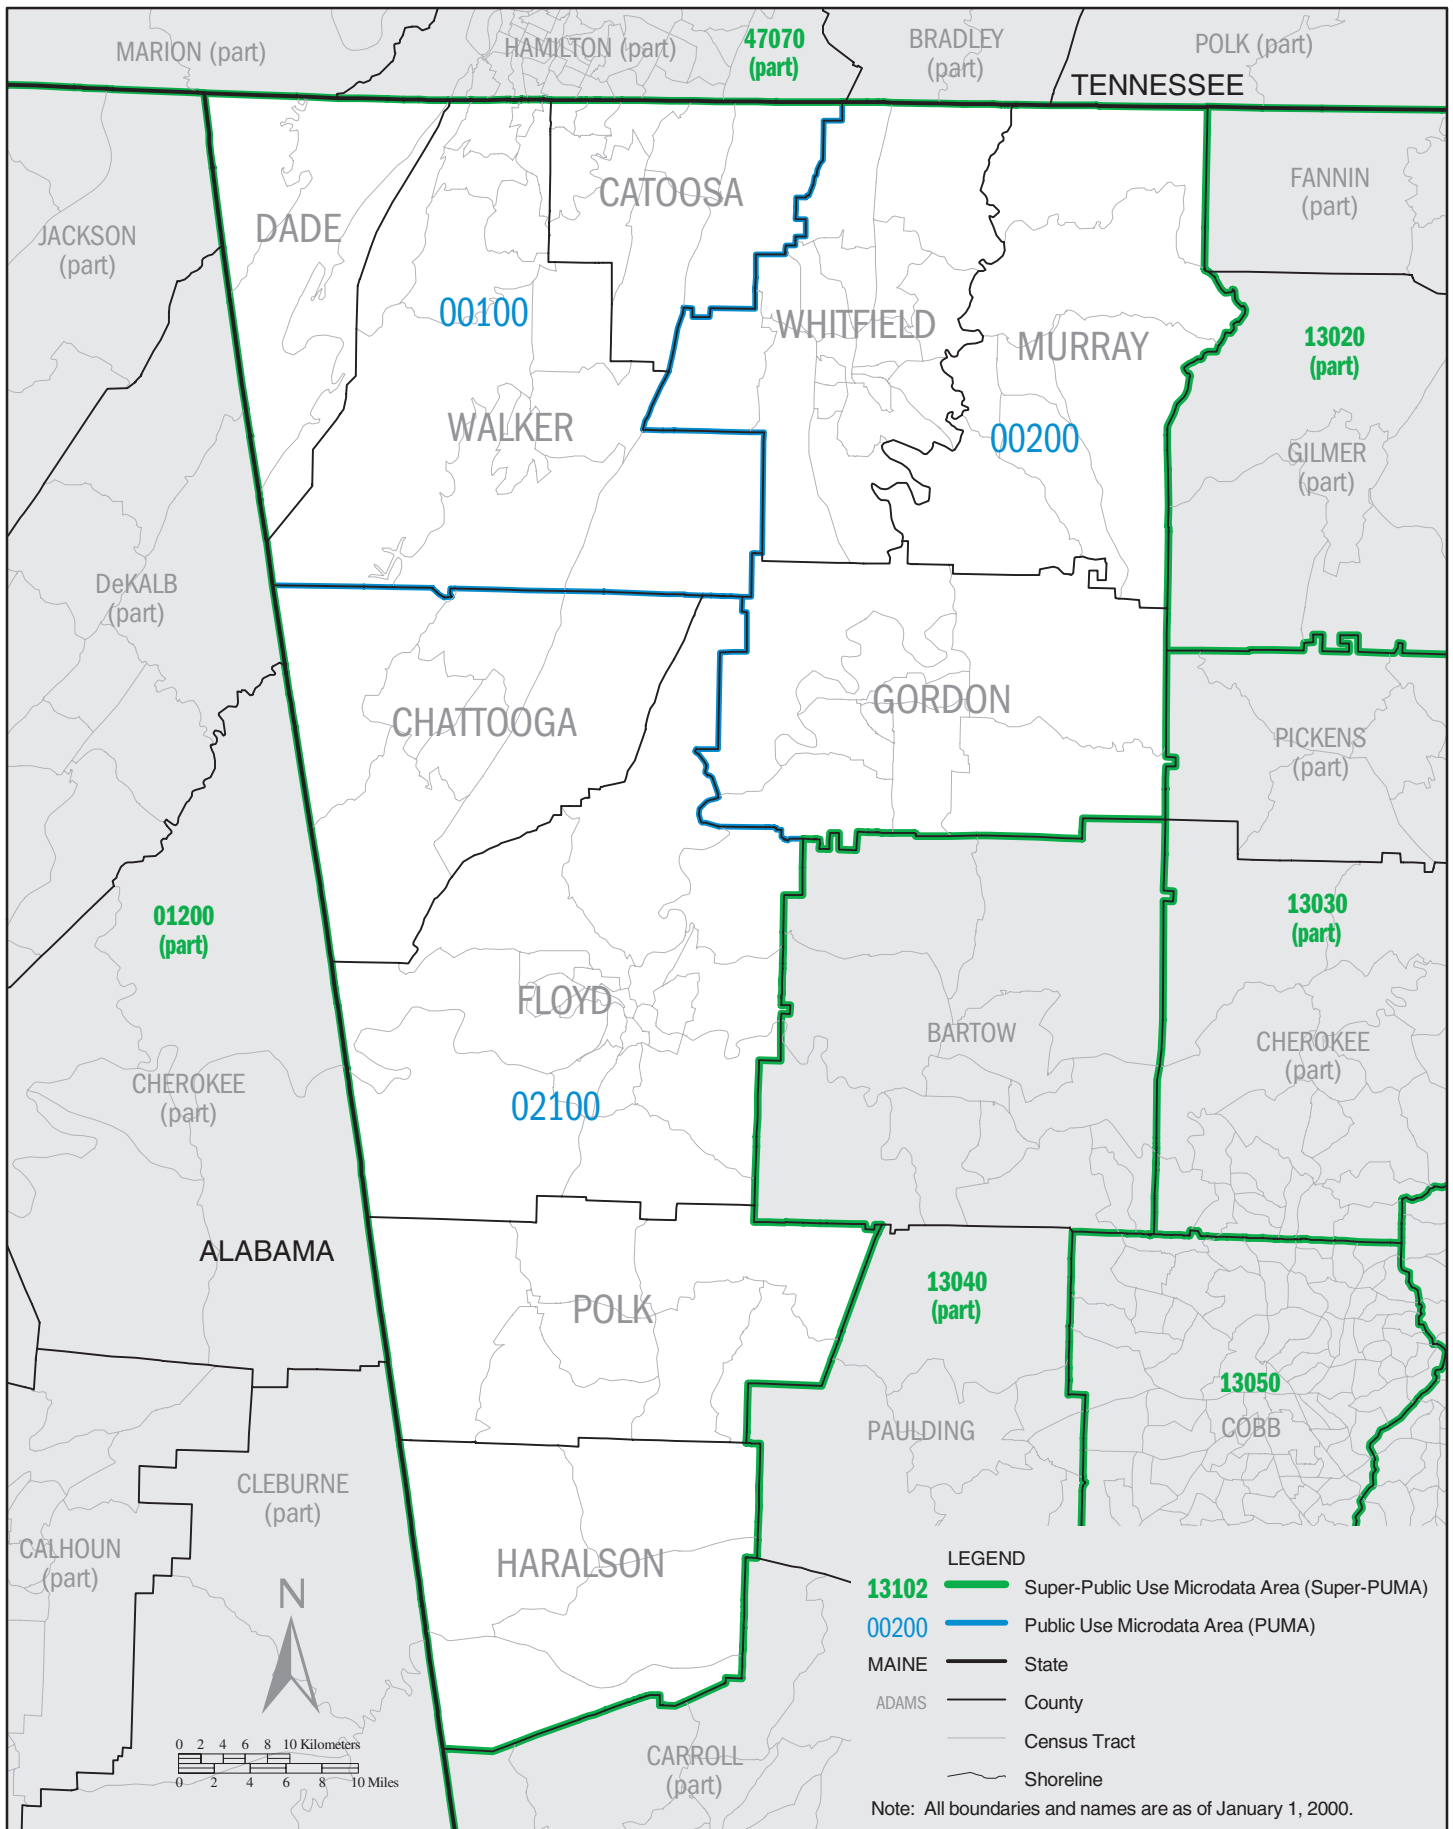 MARION (part)
HAMILTON (part)
47070
(part)
BRADLEY
(part)
POLK (part)
TENNESSEE
FANNIN
(part)
JACKSON
(part)
DADE
CATOOSA
00100
WHITFIELD
MURRAY
13020
(part)
WALKER
00200
GILMER
(part)
DeKALB
(part)
CHATTOOGA
GORDON
PICKENS
(part)
01200
(part)
13030
(part)
FLOYD
BARTOW
CHEROKEE
(part)
CHEROKEE
(part)
02100
ALABAMA
POLK
13040
(part)
13050
COBB
PAULDING
CLEBURNE
(part)
CALHOUN
(part)
HARALSON
N
CARROLL
(part)
0 2 4 6 8 10 Kilometers
0 2 4 6 8 10 Miles
LEGEND
13102 Super-Public Use Microdata Area (Super-PUMA)
00200 Public Use Microdata Area (PUMA)
MAINE State
ADAMS County
Census Tract
Shoreline
Note: All boundaries and names are as of January 1, 2000.